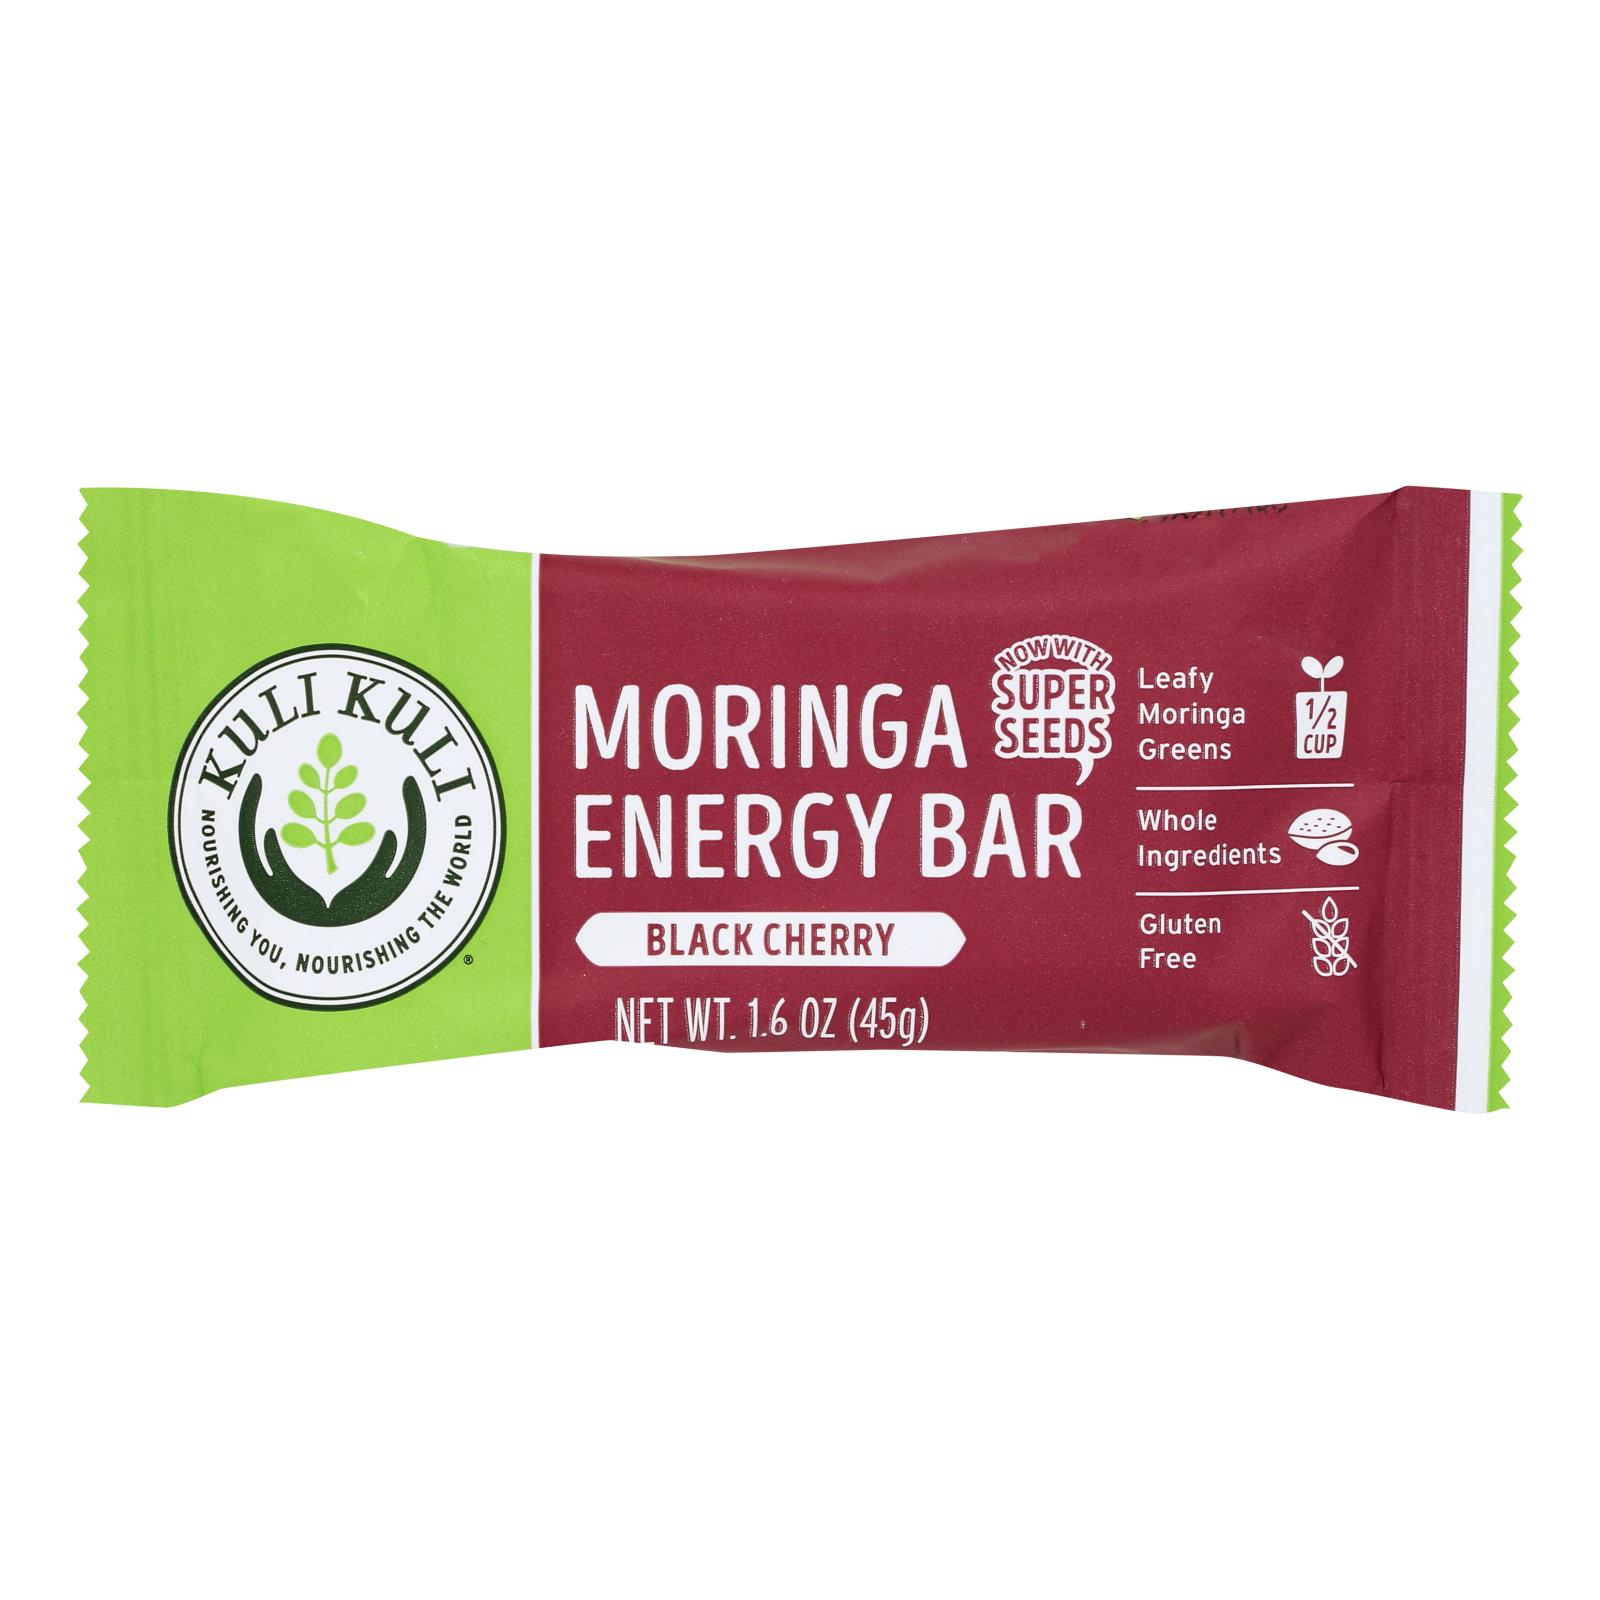 KULI KULI
NOURISHING YOU, NOURISHING THE WORLD
®
MORINGA
ENERGY BAR
BLACK CHERRY
NET WT. 1.6 OZ (45g)
NOW WITH
SUPER
SEEDS
Leafy
Moringa
Greens
1/2
CUP
Whole
Ingredients
Gluten
Free